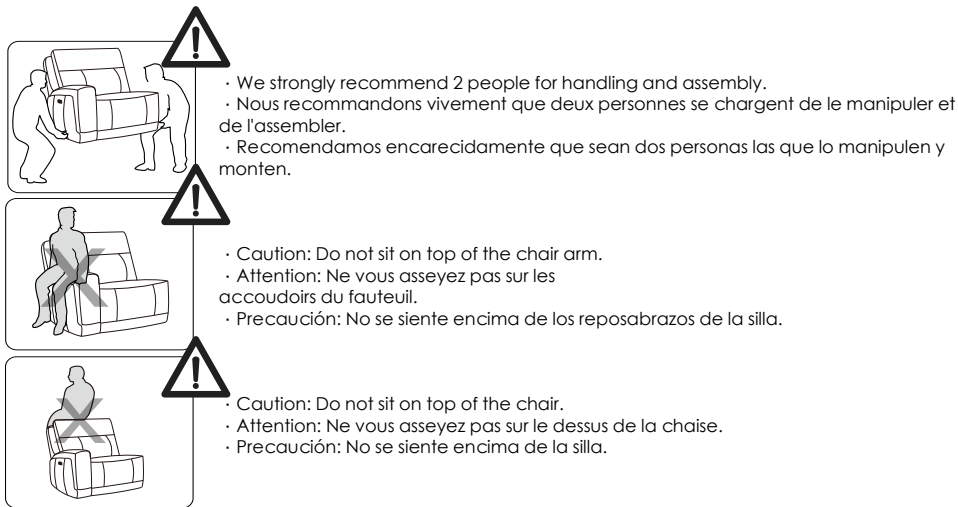 · We strongly recommend 2 people for handling and assembly.
· Nous recommandons vivement que deux personnes se chargent de le manipuler et
de l'assembler.
· Recomendamos encarecidamente que sean dos personas las que lo manipulen y
monten.
· Caution: Do not sit on top of the chair arm.
· Attention: Ne vous asseyez pas sur les
accoudoirs du fauteuil.
· Precaución: No se siente encima de los reposabrazos de la silla.
· Caution: Do not sit on top of the chair.
· Attention: Ne vous asseyez pas sur le dessus de la chaise.
· Precaución: No se siente encima de la silla.